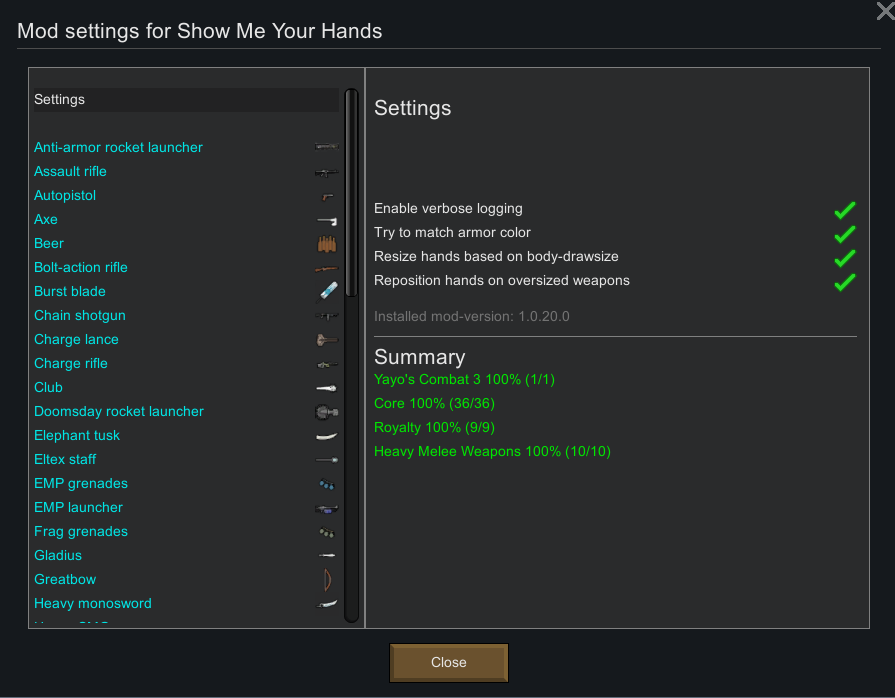 Mod settings for Show Me Your Hands
Settings
Anti-armor rocket launcher
Assault rifle
Autopistol
Axe
Beer
Bolt-action rifle
Burst blade
Chain shotgun
Charge lance
Charge rifle
Club
Doomsday rocket launcher
Elephant tusk
Eltex staff
EMP grenades
EMP launcher
Frag grenades
Gladius
Greatbow
Heavy monosword
Settings
Enable verbose logging
Try to match armor color
Resize hands based on body-drawsize
Reposition hands on oversized weapons
Installed mod-version: 1.0.20.0
Summary
Yayo's Combat 3 100% (1/1)
Core 100% (36/36)
Royalty 100% (9/9)
Heavy Melee Weapons 100% (10/10)
Close